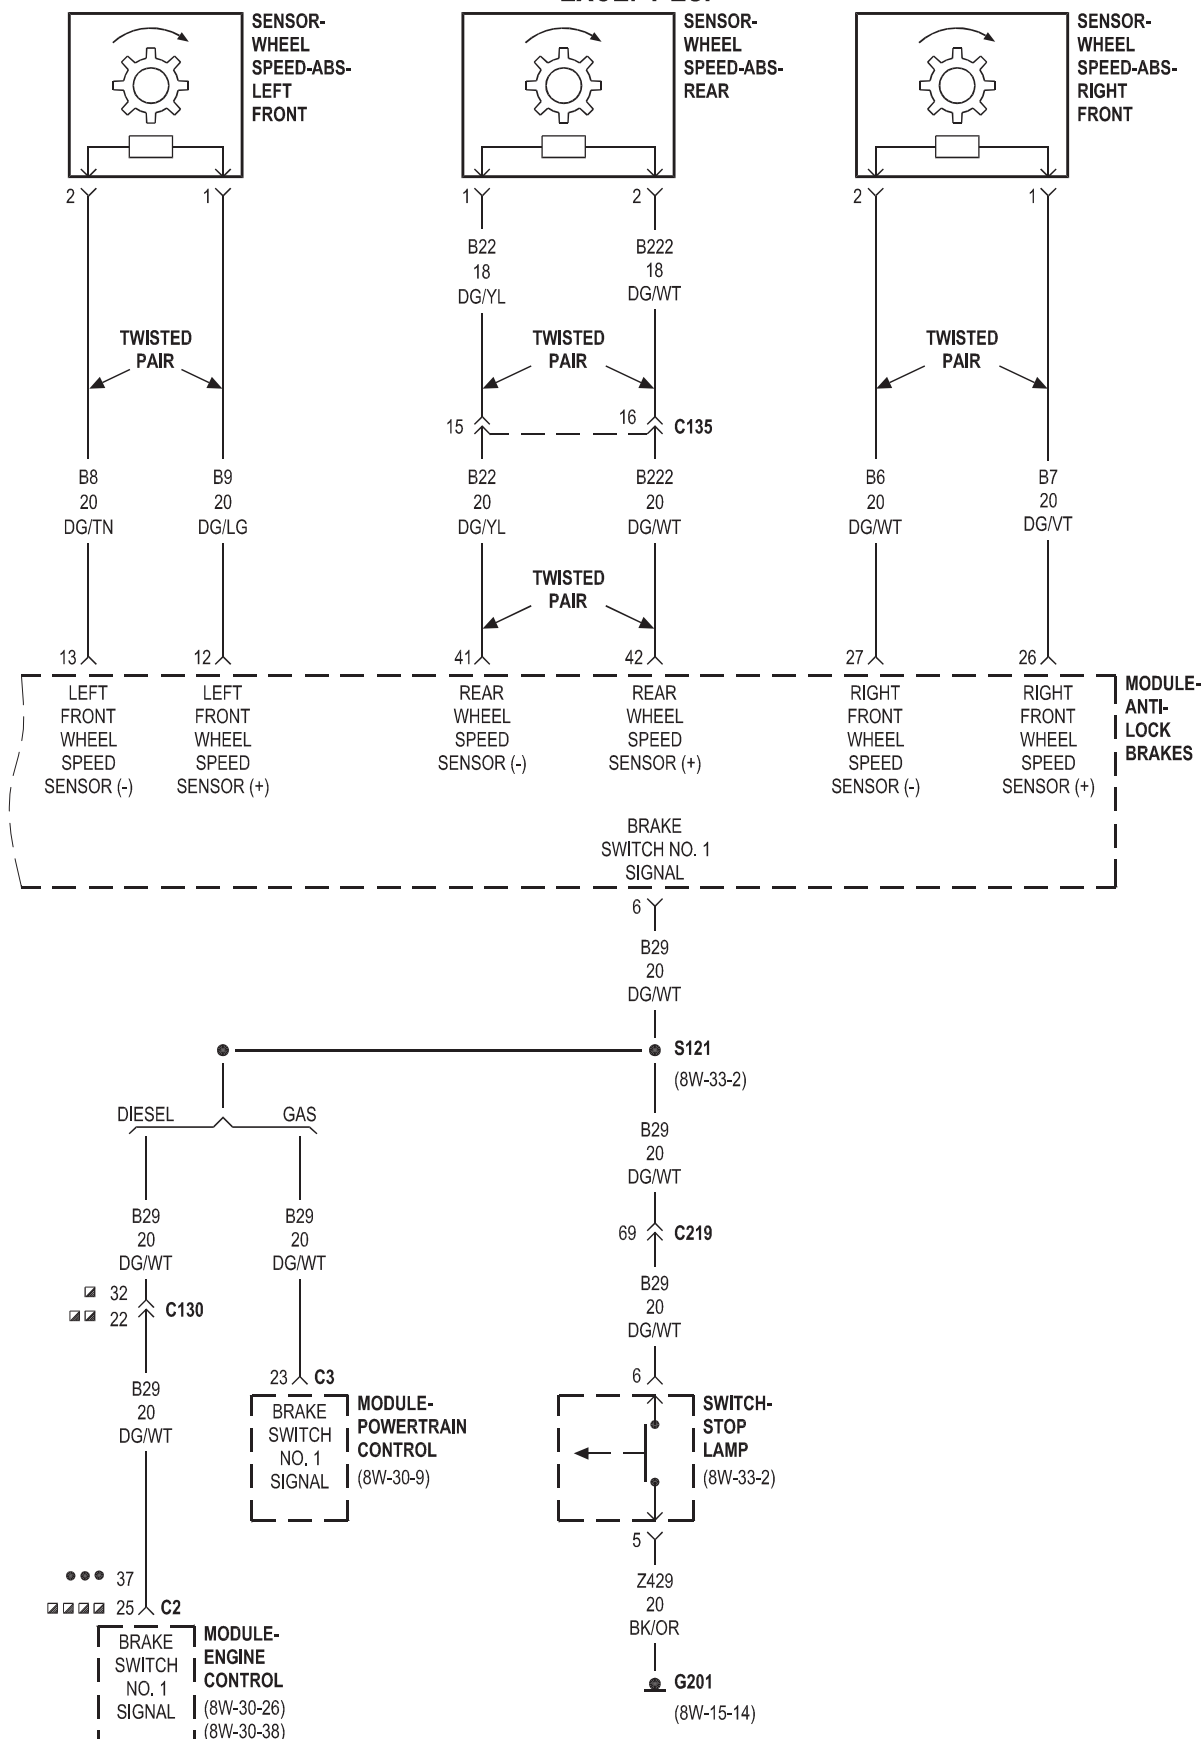 SENSOR-
WHEEL
SPEED-ABS-
LEFT
FRONT
SENSOR-
WHEEL
SPEED-ABS-
REAR
SENSOR-
WHEEL
SPEED-ABS-
RIGHT
FRONT
2 1 1 2 2 1
B22
18
DG/YL
B222
18
DG/WT
TWISTED
PAIR
TWISTED
PAIR
TWISTED
PAIR
15 16 C135
B8
20
DG/TN
B9
20
DG/LG
B22
20
DG/YL
B222
20
DG/WT
B6
20
DG/WT
B7
20
DG/VT
TWISTED
PAIR
13 12 41 42 27 26
LEFT
FRONT
WHEEL
SPEED
SENSOR (-)
LEFT
FRONT
WHEEL
SPEED
SENSOR (+)
REAR
WHEEL
SPEED
SENSOR (-)
REAR
WHEEL
SPEED
SENSOR (+)
RIGHT
FRONT
WHEEL
SPEED
SENSOR (-)
RIGHT
FRONT
WHEEL
SPEED
SENSOR (+)
MODULE-
ANTI-
LOCK
BRAKES
BRAKE
SWITCH NO. 1
SIGNAL
6
B29
20
DG/WT
S121
(8W-33-2)
DIESEL GAS
B29
20
DG/WT
B29
20
DG/WT
B29
20
DG/WT
69 C219
32
22 C130
B29
20
DG/WT
B29
20
DG/WT
23 C3
BRAKE
SWITCH
NO. 1
SIGNAL
MODULE-
POWERTRAIN
CONTROL
(8W-30-9)
6
SWITCH-
STOP
LAMP
(8W-33-2)
5
Z429
20
BK/OR
G201
(8W-15-14)
37
25 C2
BRAKE
SWITCH
NO. 1
SIGNAL
MODULE-
ENGINE
CONTROL
(8W-30-26)
(8W-30-38)